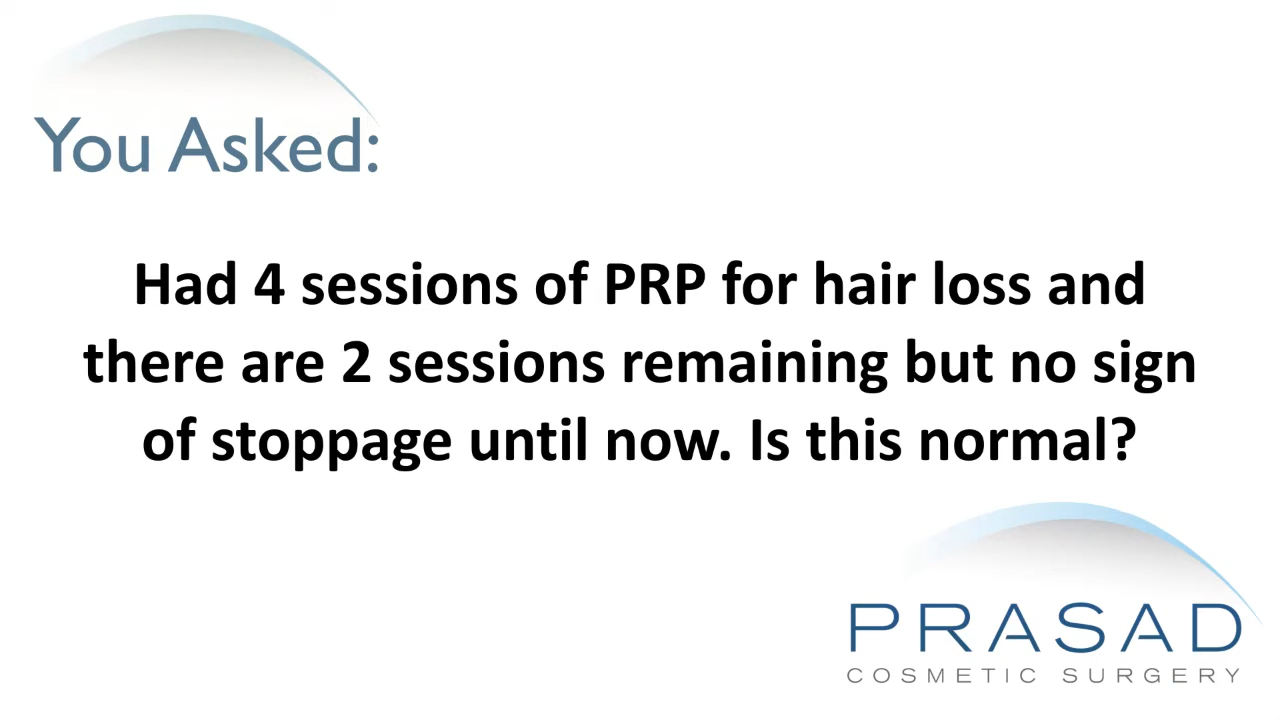 You Asked:
Had 4 sessions of PRP for hair loss and
there are 2 sessions remaining but no sign
of stoppage until now. Is this normal?
PRASAD
COSMETIC SURGERY